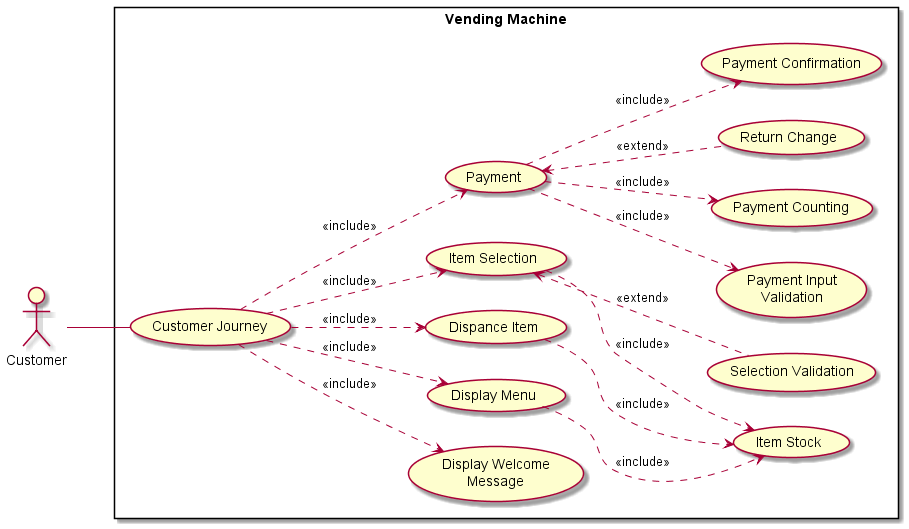 Vending Machine
Payment Confirmation
«include»
Return Change
«extend»
Payment
«include»
Payment Counting
«include»
«include»
Item Selection
Payment Input
Validation
«include»
«extend»
Customer Journey
«include»
Dispance Item
«include»
«include»
Customer
Selection Validation
Display Menu
«include»
«include»
Item Stock
Display Welcome
Message
«include»